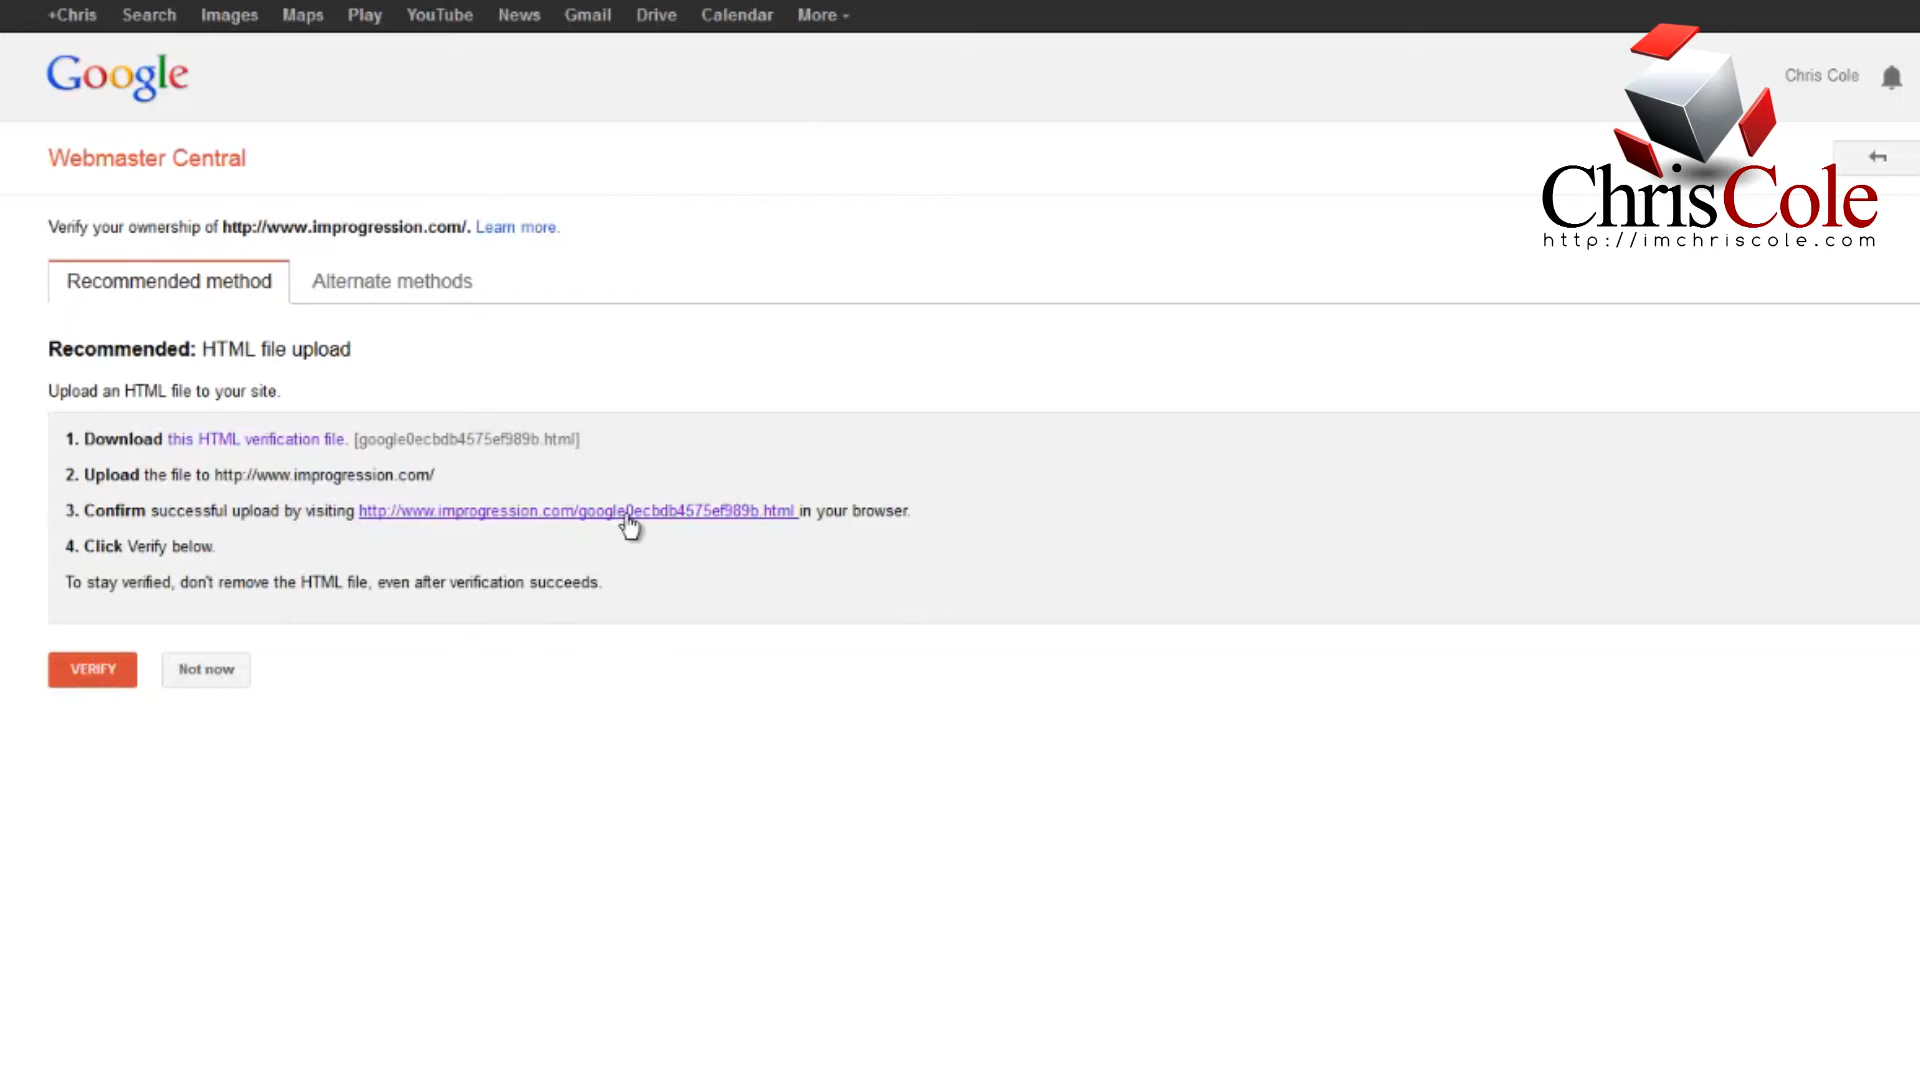 +Chris Search Images Maps Play YouTube News Gmail Drive Calendar More
Google
Chris Cole
Webmaster Central
ChrisCole
http://imchriscole.com
Verify your ownership of http://www.improgression.com/. Learn more.
Recommended method Alternate methods
Recommended: HTML file upload
Upload an HTML file to your site.
1. Download this HTML verification file. [google0ecbdb4575ef989b.html]
2. Upload the file to http://www.improgression.com/
3. Confirm successful upload by visiting http://www.improgression.com/google0ecbdb4575ef989b.html in your browser.
4. Click Verify below.
To stay verified, don't remove the HTML file, even after verification succeeds.
VERIFY Not now